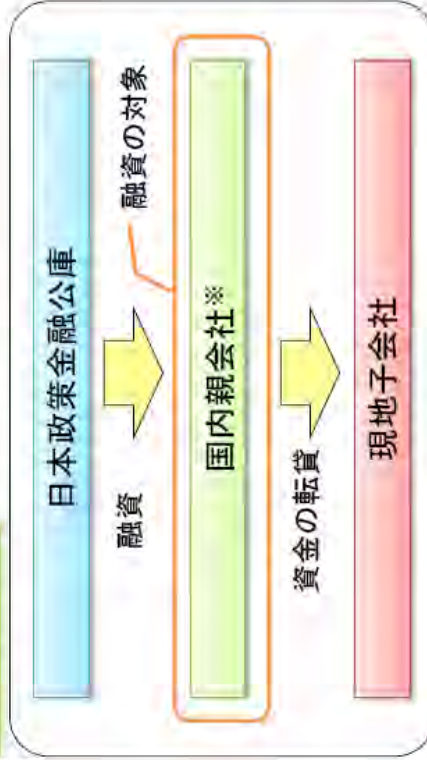 日本政策金融公庫
融資
融資の対象
国内親会社※
資金の転貸
現地子会社